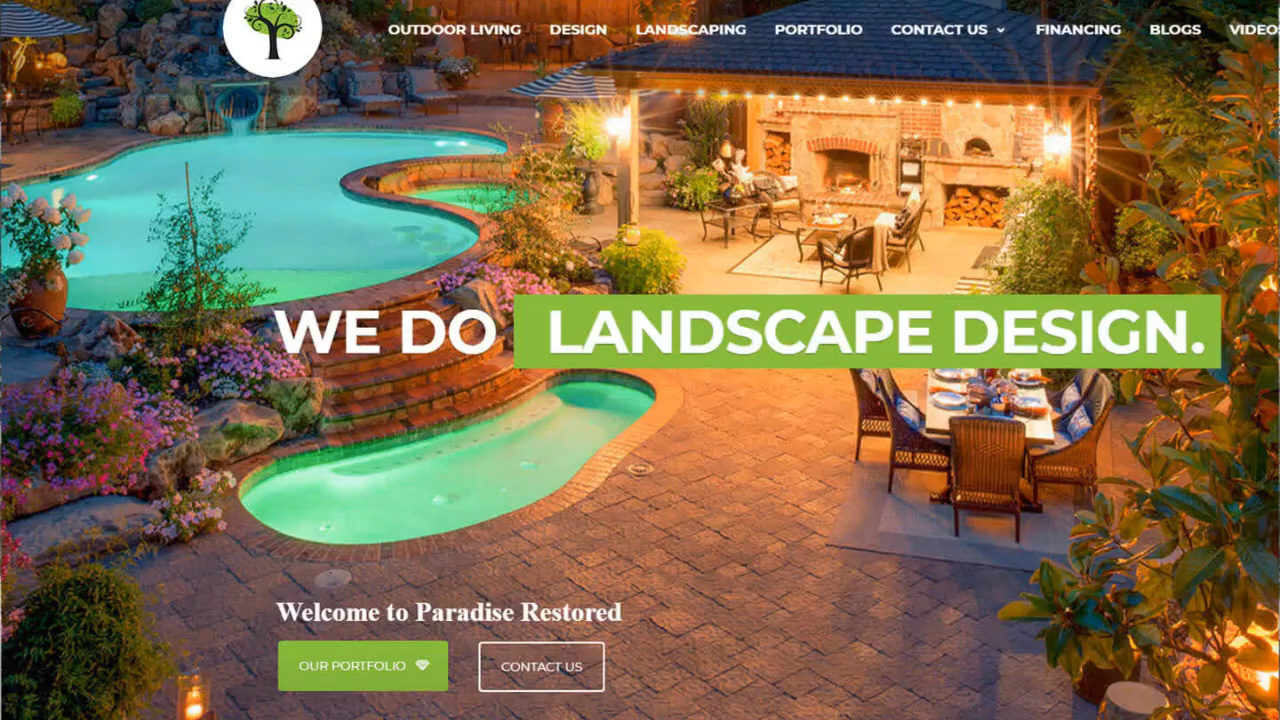 OUTDOOR LIVING DESIGN LANDSCAPING PORTFOLIO CONTACT US FINANCING BLOGS VIDEOS
WE DO LANDSCAPE DESIGN.
Welcome to Paradise Restored
OUR PORTFOLIO CONTACT US